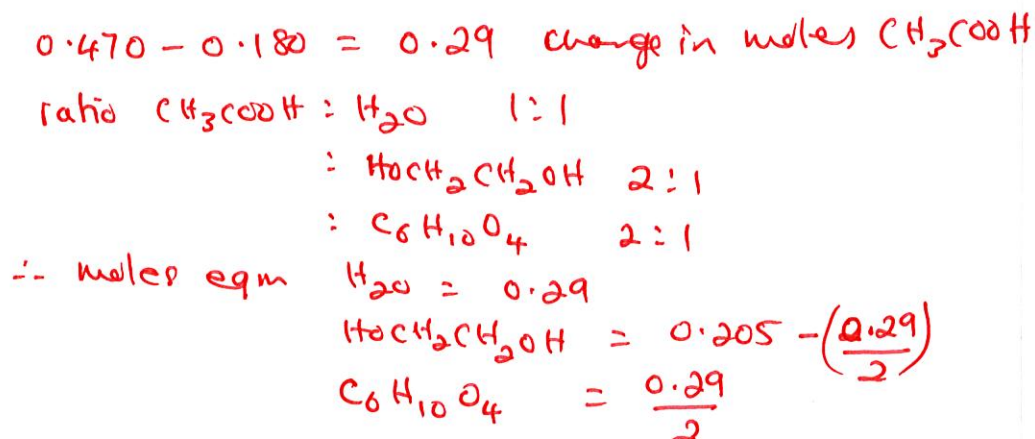 0.470 - 0.180 = 0.29 change in moles CH₃COOH
ratio CH₃COOH : H₂O 1:1
: HOCH₂CH₂OH 2:1
: C₆H₁₀O₄ 2:1
∴ moles eqm H₂O = 0.29
HOCH₂CH₂OH = 0.205 - (0.29/2)
C₆H₁₀O₄ = 0.29/2